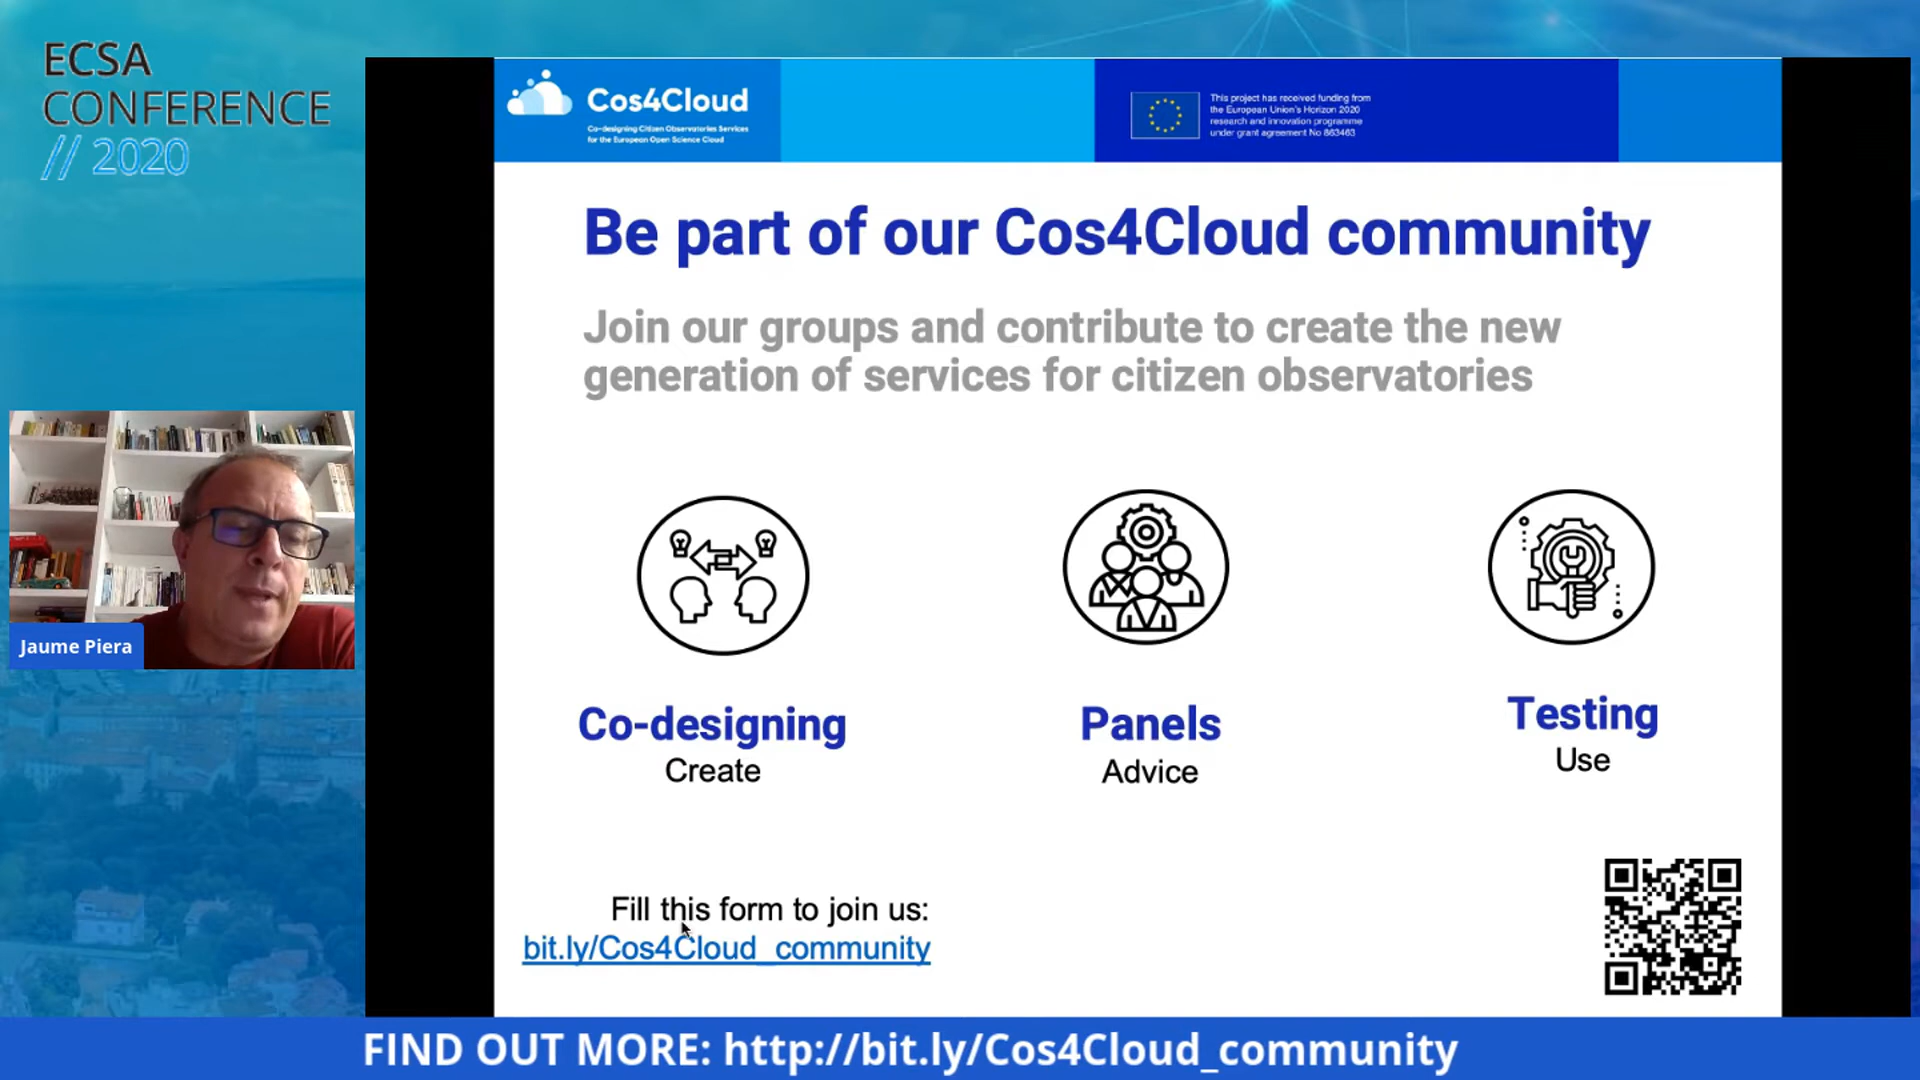 ECSA
CONFERENCE
// 2020
Cos4Cloud
Co-designing Citizen Observatories Services
for the European Open Science Cloud
This project has received funding from
the European Union's Horizon 2020
research and innovation programme
under grant agreement No 863463
Be part of our Cos4Cloud community
Join our groups and contribute to create the new
generation of services for citizen observatories
Jaume Piera
Co-designing
Create
Panels
Advice
Testing
Use
Fill this form to join us:
bit.ly/Cos4Cloud_community
FIND OUT MORE: http://bit.ly/Cos4Cloud_community